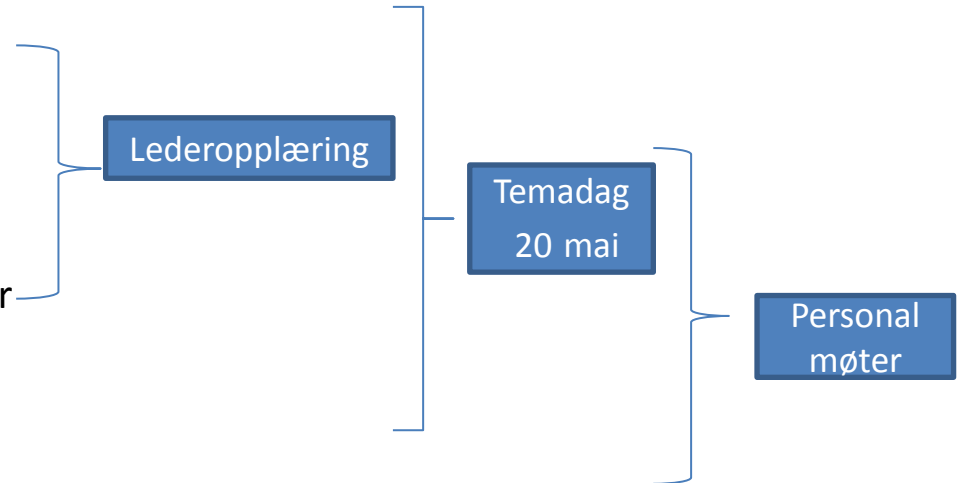 Lederopplæring
Temadag
20 mai
r
Personal
møter